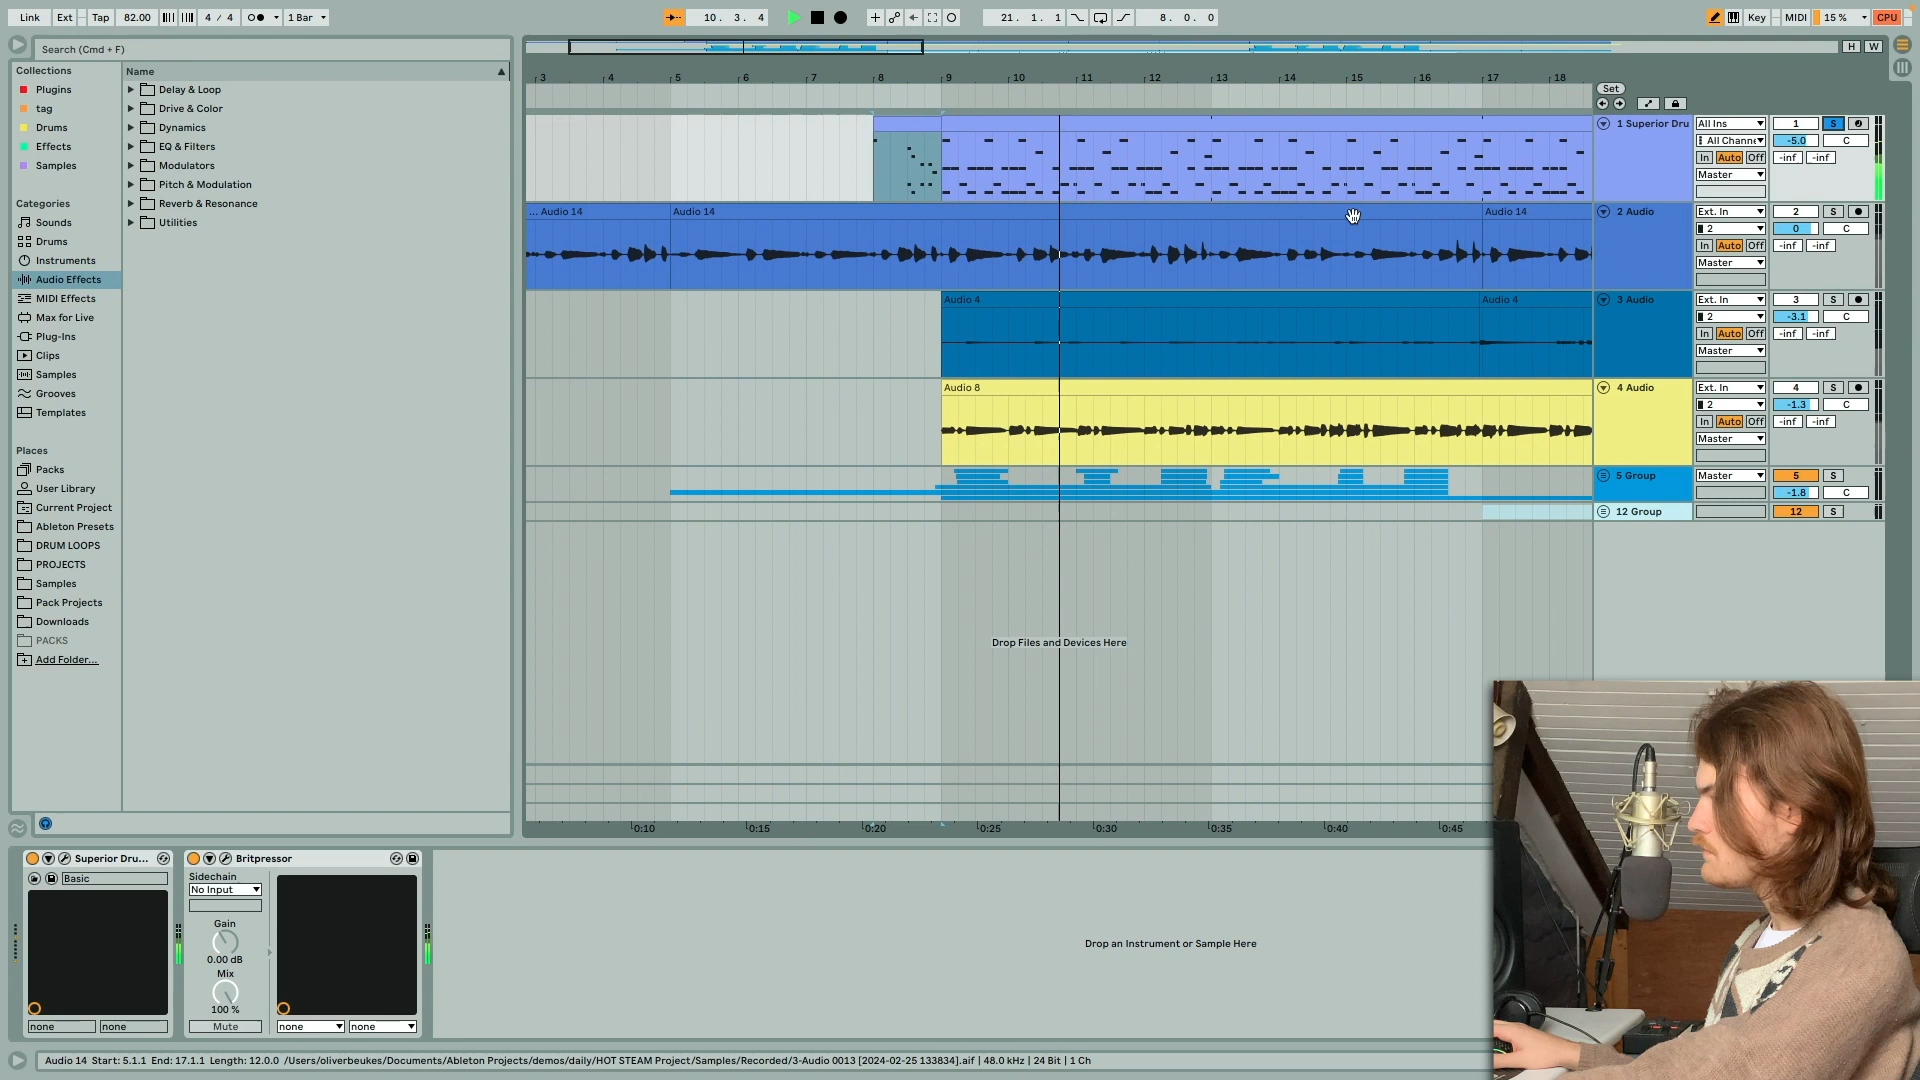 Link Ext Tap 82.00 4 / 4 1 Bar 10. 3. 4 21. 1. 1 8. 0. 0 Key MIDI 15 % CPU
Search (Cmd + F)
H W
Collections
Name
Plugins
tag
Drums
Effects
Samples
Delay & Loop
Drive & Color
Dynamics
EQ & Filters
Modulators
Pitch & Modulation
Reverb & Resonance
Utilities
Categories
Sounds
Drums
Instruments
Audio Effects
MIDI Effects
Max for Live
Plug-Ins
Clips
Samples
Grooves
Templates
Places
Packs
User Library
Current Project
Ableton Presets
DRUM LOOPS
PROJECTS
Samples
Pack Projects
Downloads
PACKS
Add Folder...
3 4 5 6 7 8 9 10 11 12 13 14 15 16 17 18
Set
1 Superior Dru All Ins 1 S
All Channe -5.0 C
In Auto Off -inf -inf
Master
... Audio 14 Audio 14 Audio 14 2 Audio Ext. In 2 S
2 0 C
In Auto Off -inf -inf
Master
Audio 4 Audio 4 3 Audio Ext. In 3 S
2 -3.1 C
In Auto Off -inf -inf
Master
Audio 8 4 Audio Ext. In 4 S
2 -1.3 C
In Auto Off -inf -inf
Master
5 Group Master 5 S
-1.8 C
12 Group 12 S
Drop Files and Devices Here
0:10 0:15 0:20 0:25 0:30 0:35 0:40 0:45
Superior Dru... Britpressor
Basic
none none
Sidechain
No Input
Gain
0.00 dB
Mix
100 %
Mute
none none
Drop an Instrument or Sample Here
Audio 14 Start: 5.1.1 End: 17.1.1 Length: 12.0.0 /Users/oliverbeukes/Documents/Ableton Projects/demos/daily/HOT STEAM Project/Samples/Recorded/3-Audio 0013 [2024-02-25 133834].aif | 48.0 kHz | 24 Bit | 1 Ch